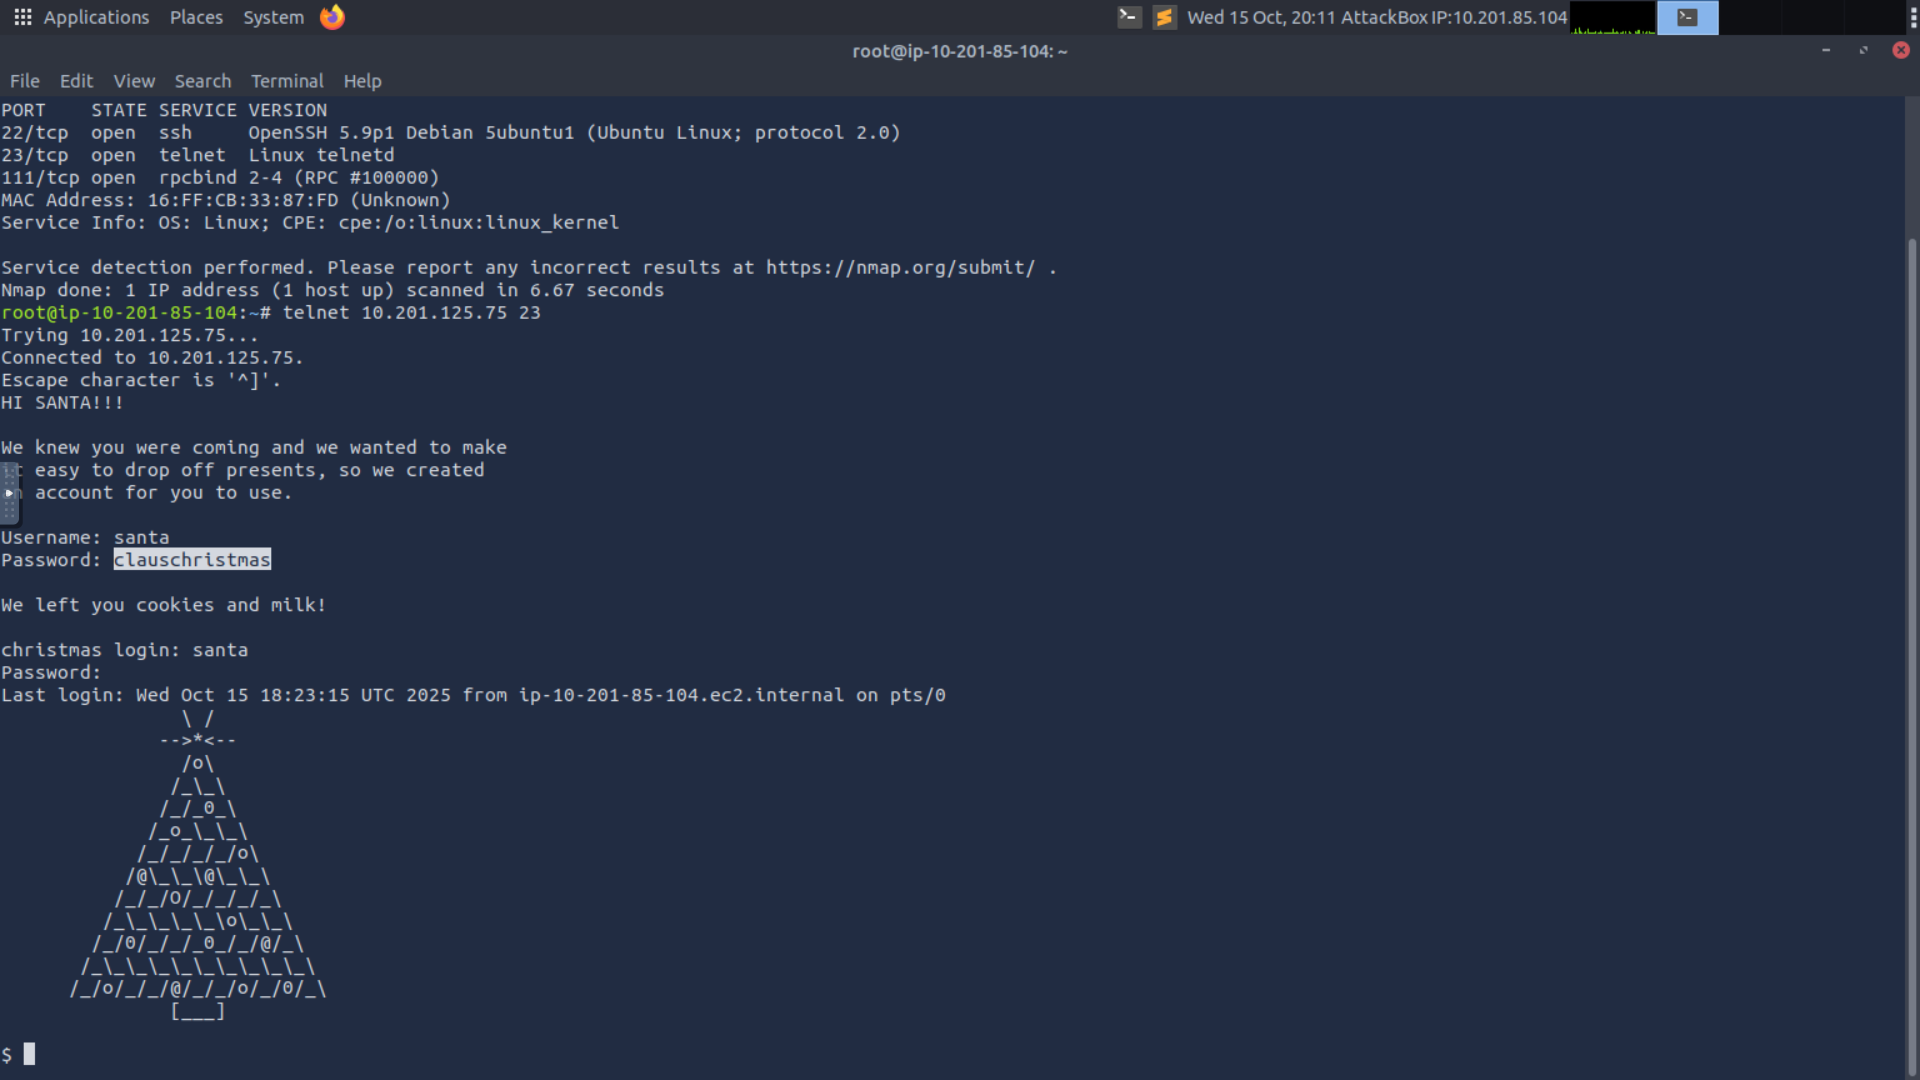 Applications Places System Wed 15 Oct, 20:11 AttackBox IP:10.201.85.104
root@ip-10-201-85-104: ~
File Edit View Search Terminal Help
PORT    STATE SERVICE VERSION
22/tcp  open  ssh     OpenSSH 5.9p1 Debian 5ubuntu1 (Ubuntu Linux; protocol 2.0)
23/tcp  open  telnet  Linux telnetd
111/tcp open  rpcbind 2-4 (RPC #100000)
MAC Address: 16:FF:CB:33:87:FD (Unknown)
Service Info: OS: Linux; CPE: cpe:/o:linux:linux_kernel

Service detection performed. Please report any incorrect results at https://nmap.org/submit/ .
Nmap done: 1 IP address (1 host up) scanned in 6.67 seconds
root@ip-10-201-85-104:~# telnet 10.201.125.75 23
Trying 10.201.125.75...
Connected to 10.201.125.75.
Escape character is '^]'.
HI SANTA!!!

We knew you were coming and we wanted to make
easy to drop off presents, so we created
account for you to use.

Username: santa
Password: clauschristmas

We left you cookies and milk!

christmas login: santa
Password:
Last login: Wed Oct 15 18:23:15 UTC 2025 from ip-10-201-85-104.ec2.internal on pts/0
                \ /
              -->*<--
                /o\
               /_\_\
              /_/_0_\
             /_o_\_\_\
            /_/_/_/_/o\
           /@\_\_\@\_\_\
          /_/_/O/_/_/_/_\
         /_\_\_\_\_\o\_\_\
        /_/0/_/_/_0_/_/@/_\
       /_\_\_\_\_\_\_\_\_\_\
      /_/o/_/_/@/_/_/o/_/0/_\
               [___]

$